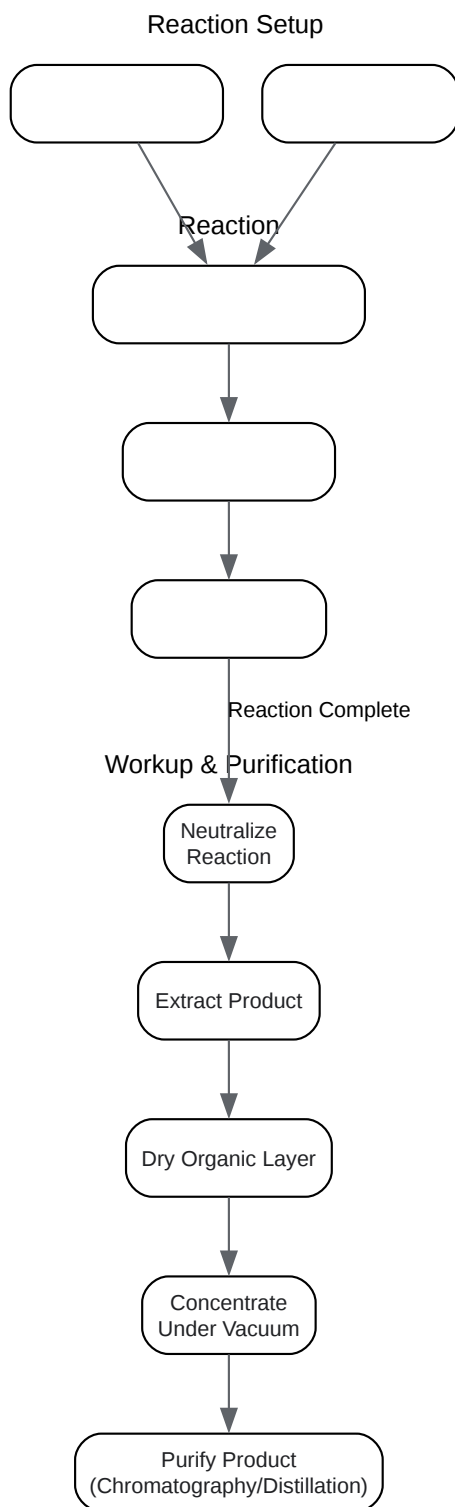 Reaction Setup
Reaction
Reaction Complete
Workup & Purification
Neutralize
Reaction
Extract Product
Dry Organic Layer
Concentrate
Under Vacuum
Purify Product
(Chromatography/Distillation)